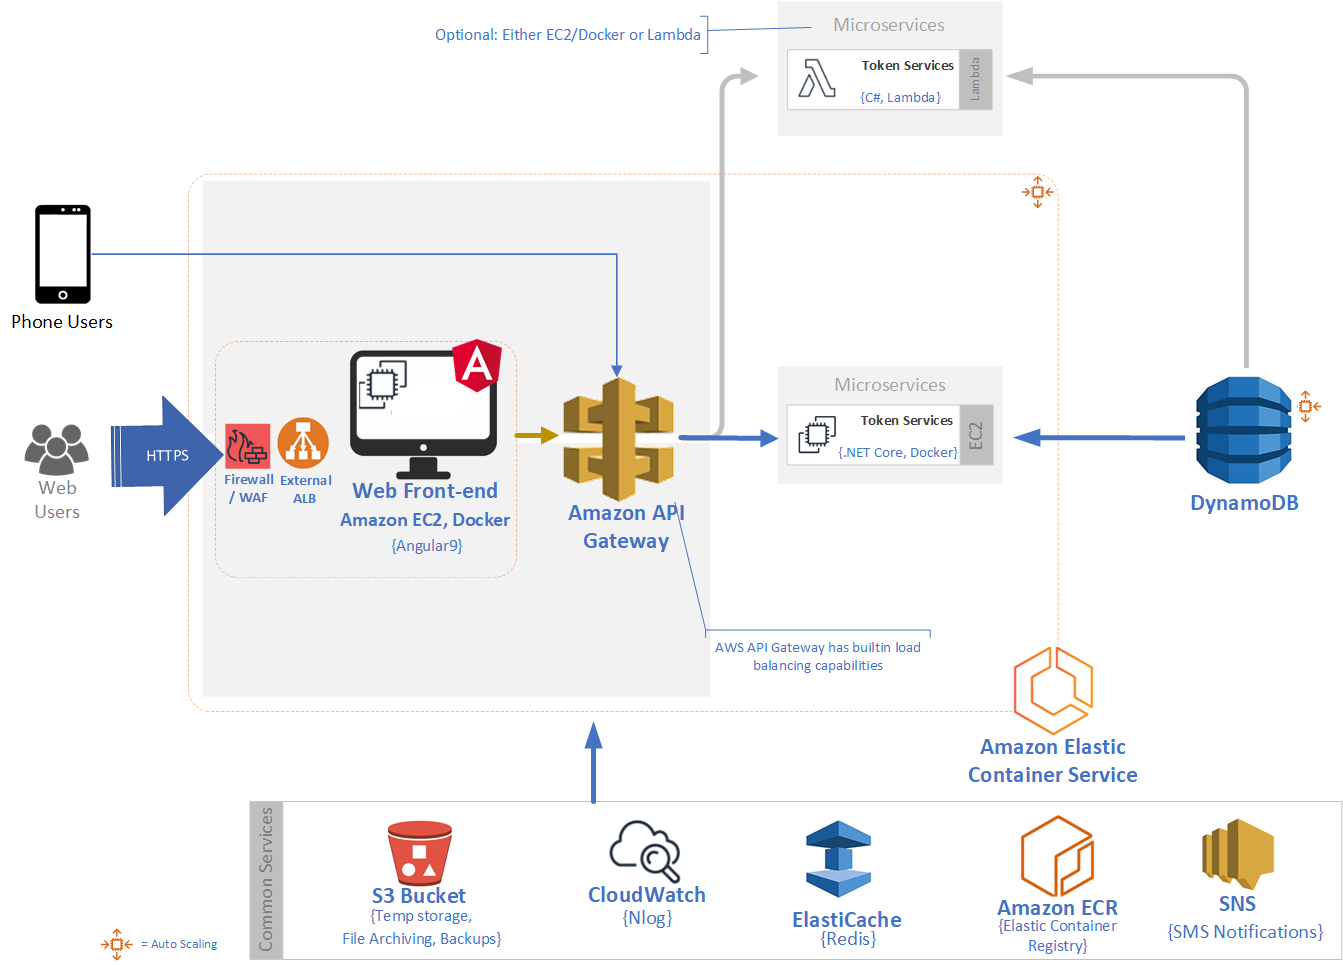 Optional: Either EC2/Docker or Lambda
Microservices
Token Services
{C#, Lambda}
Lambda
Phone Users
Web
Users
HTTPS
Firewall
/ WAF
External
ALB
A
Web Front-end
Amazon EC2, Docker
{Angular9}
Amazon API
Gateway
Microservices
Token Services
{.NET Core, Docker}
EC2
DynamoDB
AWS API Gateway has builtin load
balancing capabilities
Amazon Elastic
Container Service
Common Services
S3 Bucket
{Temp storage,
File Archiving, Backups}
CloudWatch
{Nlog}
ElastiCache
{Redis}
Amazon ECR
{Elastic Container
Registry}
SNS
{SMS Notifications}
= Auto Scaling